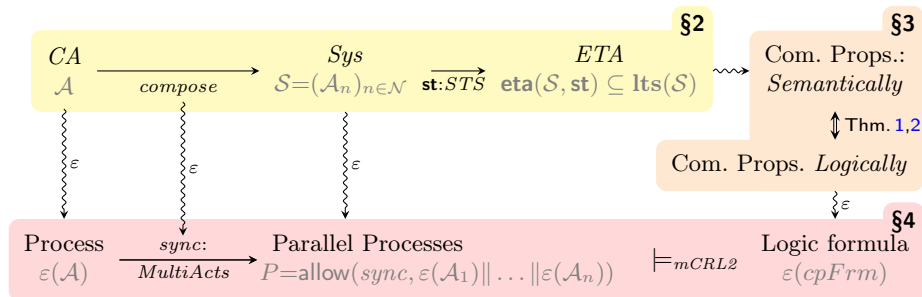 §2
§3
CA Sys ETA Com. Props.:
𝒜 compose 𝒮=(𝒜ₙ)ₙ∈𝒩 st:STS eta(𝒮, st) ⊆ lts(𝒮) Semantically
Thm. 1,2
ε ε ε
Com. Props. Logically
ε
§4
Process sync: Parallel Processes Logic formula
ε(𝒜) MultiActs P=allow(sync, ε(𝒜₁)‖ … ‖ε(𝒜ₙ)) ⊨mCRL2 ε(cpFrm)